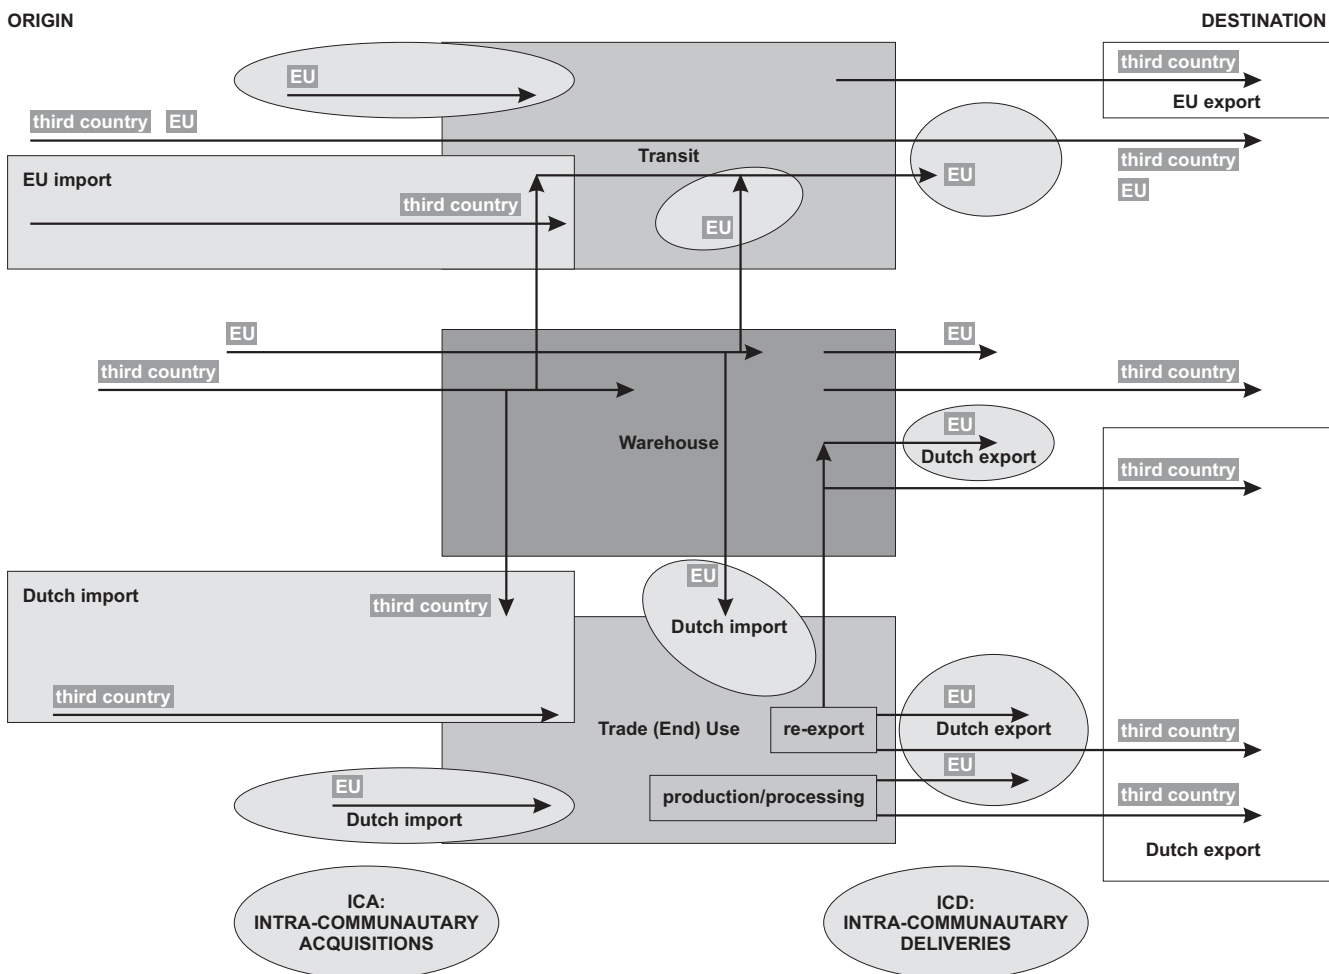 ORIGIN
DESTINATION
EU
third country
EU export
third country EU
Transit
third country
EU
EU
EU import
third country
EU
EU
EU
third country
third country
EU
Warehouse
Dutch export
third country
EU
Dutch import
third country
Dutch import
third country
Trade (End) Use
re-export
EU
Dutch export
third country
EU
EU
production/processing
third country
Dutch import
Dutch export
ICA:
INTRA-COMMUNAUTARY
ACQUISITIONS
ICD:
INTRA-COMMUNAUTARY
DELIVERIES